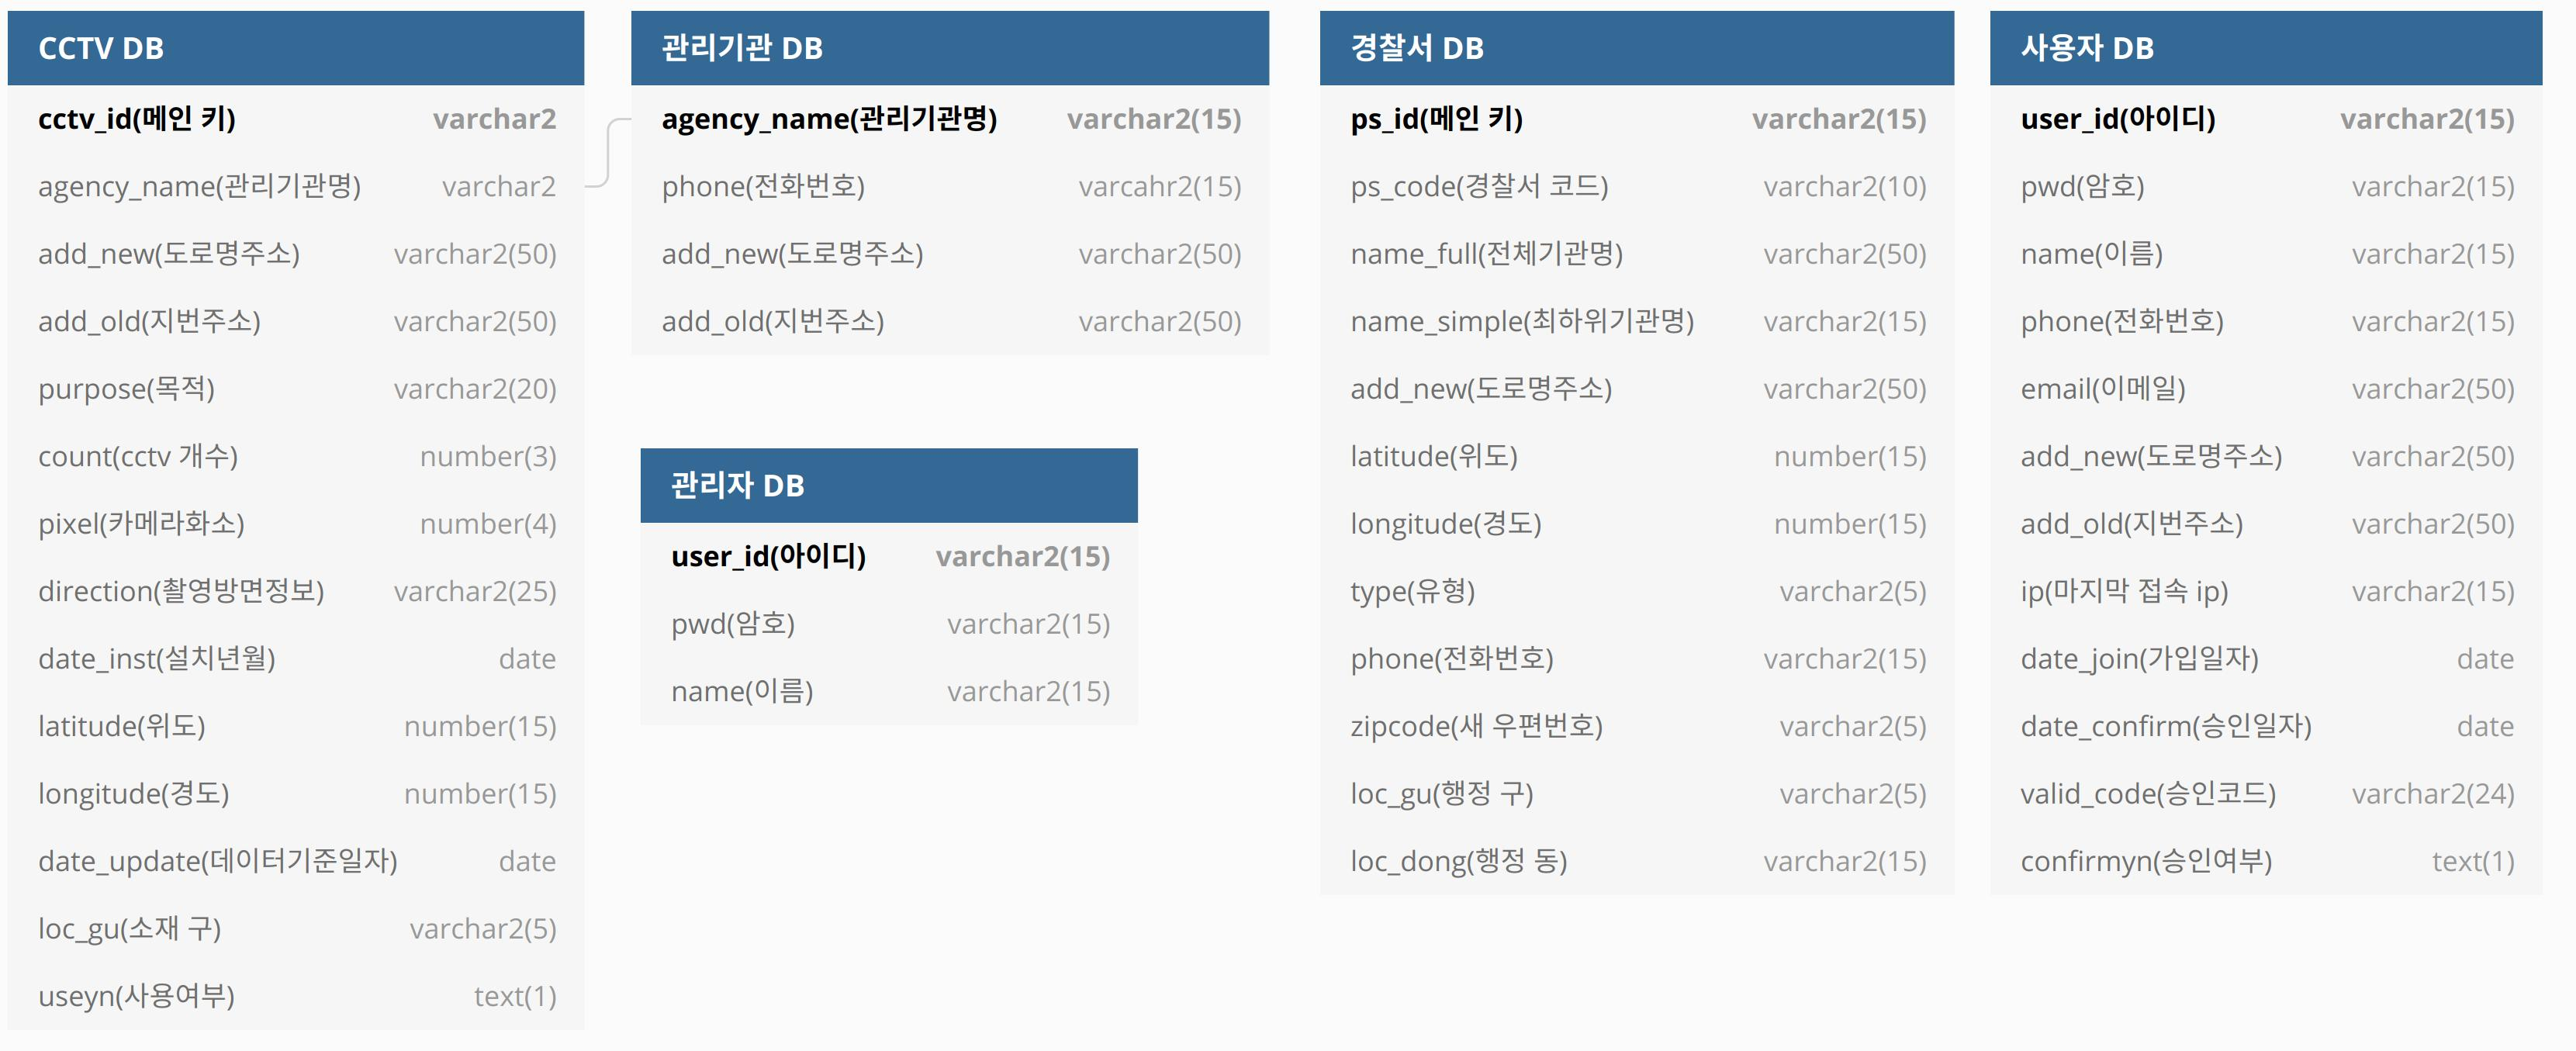 CCTV DB
cctv_id(메인 키) varchar2
agency_name(관리기관명) varchar2
add_new(도로명주소) varchar2(50)
add_old(지번주소) varchar2(50)
purpose(목적) varchar2(20)
count(cctv 개수) number(3)
pixel(카메라화소) number(4)
direction(촬영방면정보) varchar2(25)
date_inst(설치년월) date
latitude(위도) number(15)
longitude(경도) number(15)
date_update(데이터기준일자) date
loc_gu(소재 구) varchar2(5)
useyn(사용여부) text(1)
관리기관 DB
agency_name(관리기관명) varchar2(15)
phone(전화번호) varcahr2(15)
add_new(도로명주소) varchar2(50)
add_old(지번주소) varchar2(50)
관리자 DB
user_id(아이디) varchar2(15)
pwd(암호) varchar2(15)
name(이름) varchar2(15)
경찰서 DB
ps_id(메인 키) varchar2(15)
ps_code(경찰서 코드) varchar2(10)
name_full(전체기관명) varchar2(50)
name_simple(최하위기관명) varchar2(15)
add_new(도로명주소) varchar2(50)
latitude(위도) number(15)
longitude(경도) number(15)
type(유형) varchar2(5)
phone(전화번호) varchar2(15)
zipcode(새 우편번호) varchar2(5)
loc_gu(행정 구) varchar2(5)
loc_dong(행정 동) varchar2(15)
사용자 DB
user_id(아이디) varchar2(15)
pwd(암호) varchar2(15)
name(이름) varchar2(15)
phone(전화번호) varchar2(15)
email(이메일) varchar2(50)
add_new(도로명주소) varchar2(50)
add_old(지번주소) varchar2(50)
ip(마지막 접속 ip) varchar2(15)
date_join(가입일자) date
date_confirm(승인일자) date
valid_code(승인코드) varchar2(24)
confirmyn(승인여부) text(1)